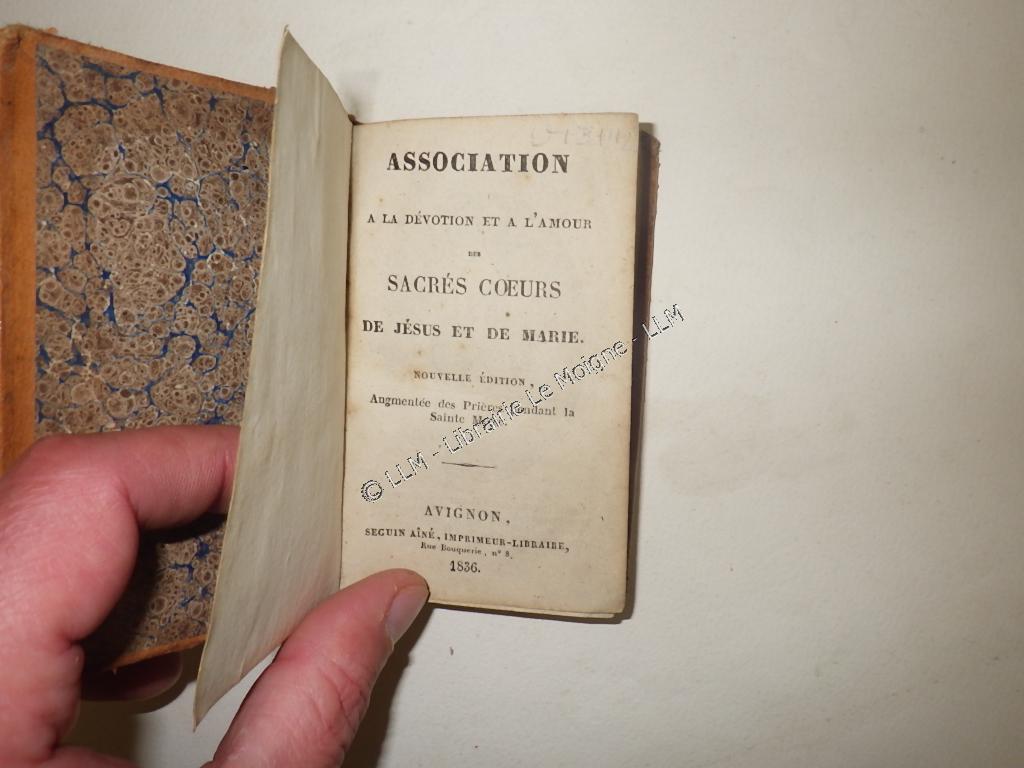 ASSOCIATION
A LA DÉVOTION ET A L'AMOUR
DES
SACRÉS CŒURS
DE JÉSUS ET DE MARIE.
NOUVELLE ÉDITION,
Augmentée des Prières pendant la
Sainte
AVIGNON,
SEGUIN AÎNÉ, IMPRIMEUR-LIBRAIRE,
Rue Bouquerie, n° 8.
1836.
© LLM - Librairie Le Moigne - LLM